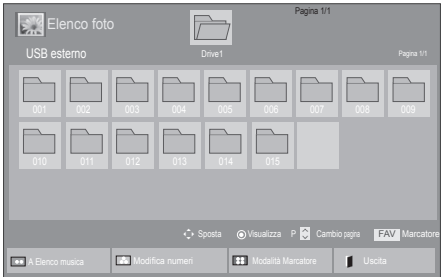 Pagina 1/1
Elenco foto
USB esterno
Drive1
Pagina 1/1
001 002 003 004 005 006 007 008 009
010 011 012 013 014 015
Sposta Visualizza P Cambio pagina FAV Marcatore
A Elenco musica Modifica numeri Modalità Marcatore Uscita